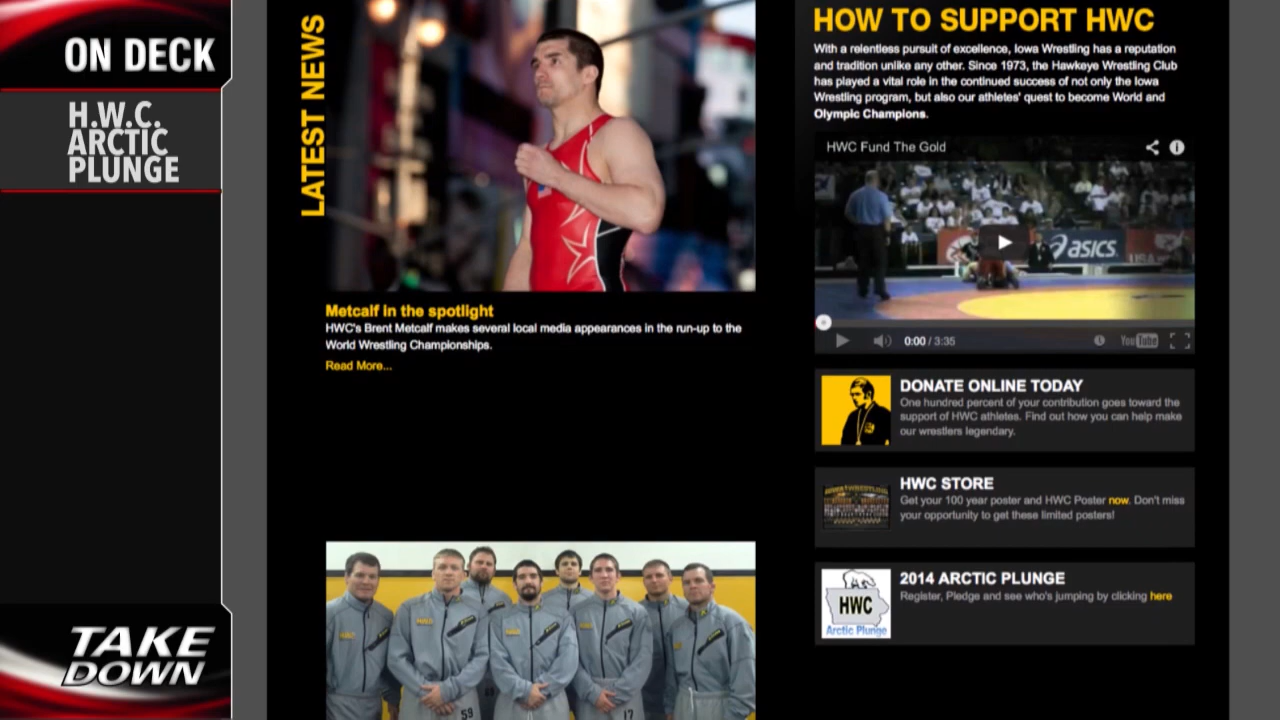 ON DECK
H.W.C.
ARCTIC
PLUNGE
TAKE
DOWN
LATEST NEWS
Metcalf in the spotlight
HWC's Brent Metcalf makes several local media appearances in the run-up to the
World Wrestling Championships.
Read More...
59
17
HOW TO SUPPORT HWC
With a relentless pursuit of excellence, Iowa Wrestling has a reputation
and tradition unlike any other. Since 1973, the Hawkeye Wrestling Club
has played a vital role in the continued success of not only the Iowa
Wrestling program, but also our athletes' quest to become World and
Olympic Champions.
HWC Fund The Gold
asics
USA
0:00 / 3:35
YouTube
DONATE ONLINE TODAY
One hundred percent of your contribution goes toward the
support of HWC athletes. Find out how you can help make
our wrestlers legendary.
HWC STORE
Get your 100 year poster and HWC Poster now. Don't miss
your opportunity to get these limited posters!
HWC
Arctic Plunge
2014 ARCTIC PLUNGE
Register, Pledge and see who's jumping by clicking here